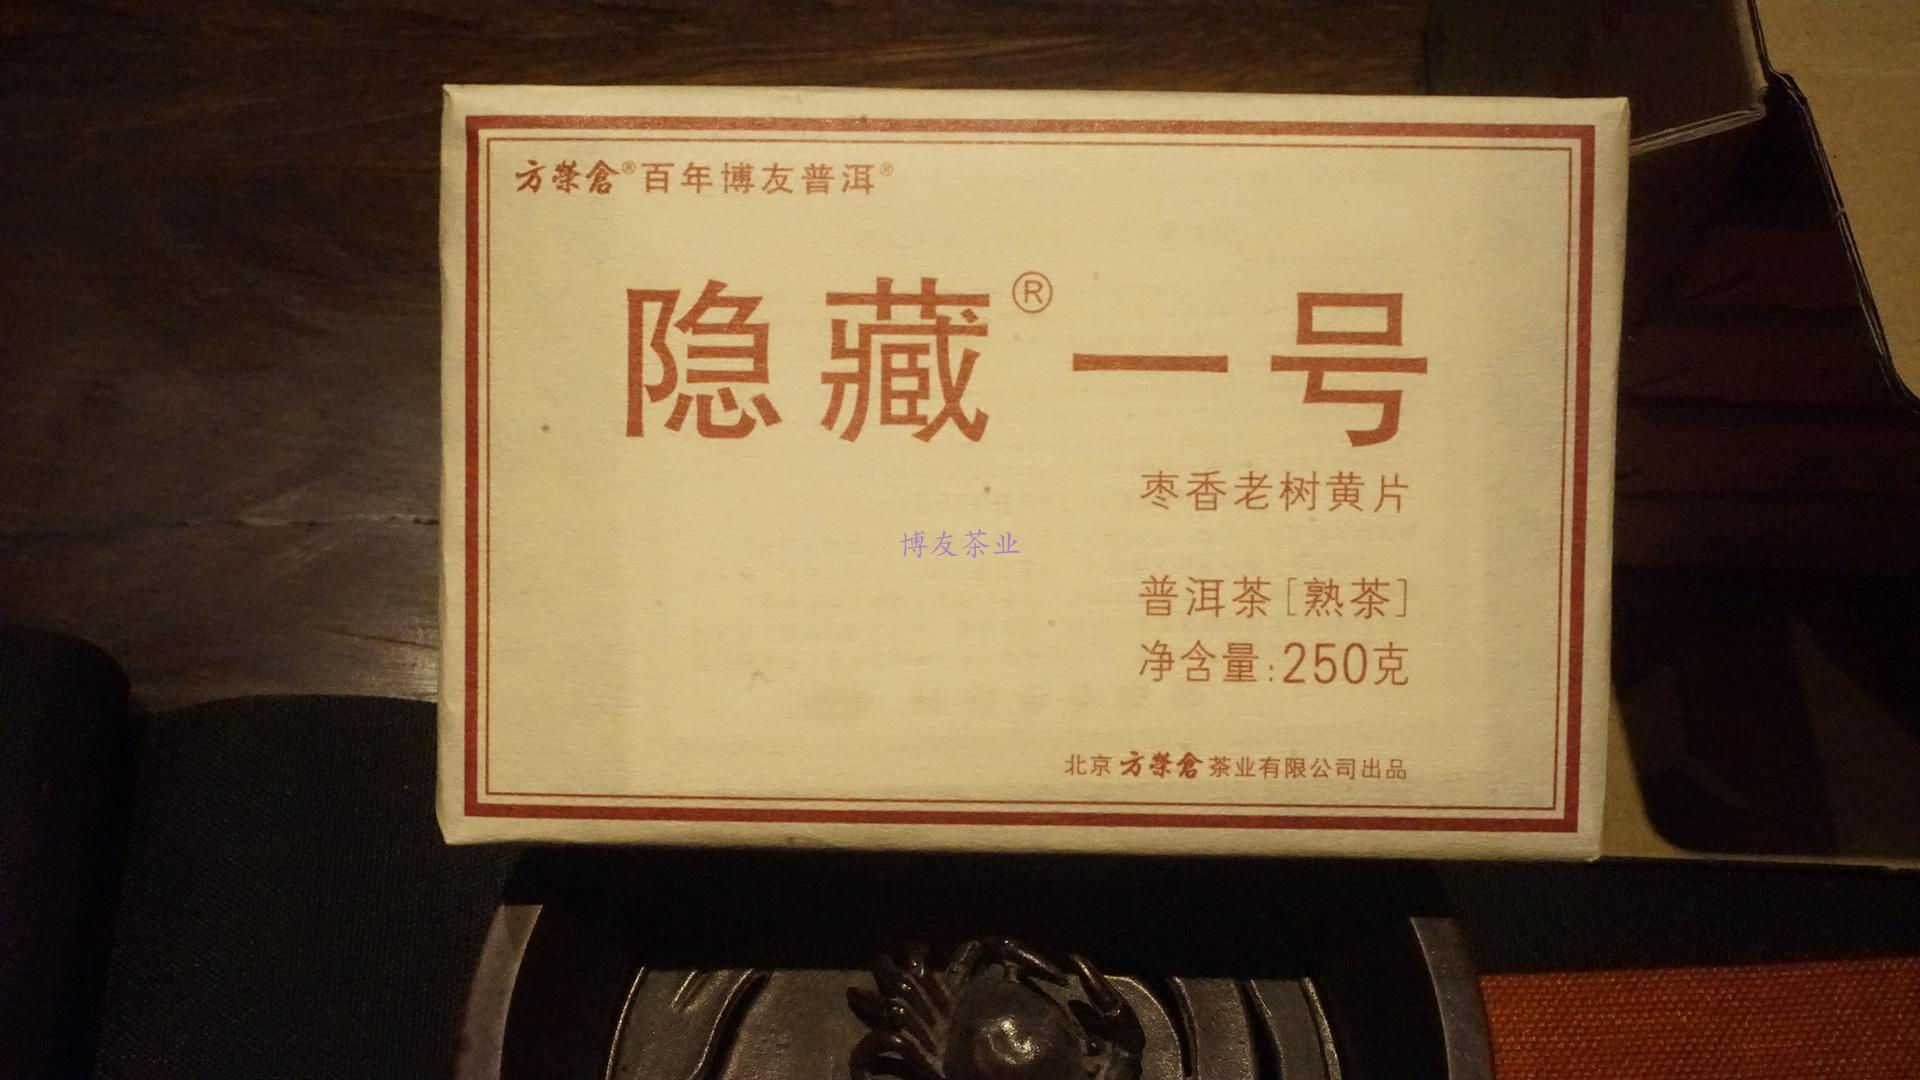 方榮倉®百年博友普洱®
隐藏®一号
枣香老树黄片
博友茶业
普洱茶[熟茶]
净含量:250克
北京方榮倉茶业有限公司出品